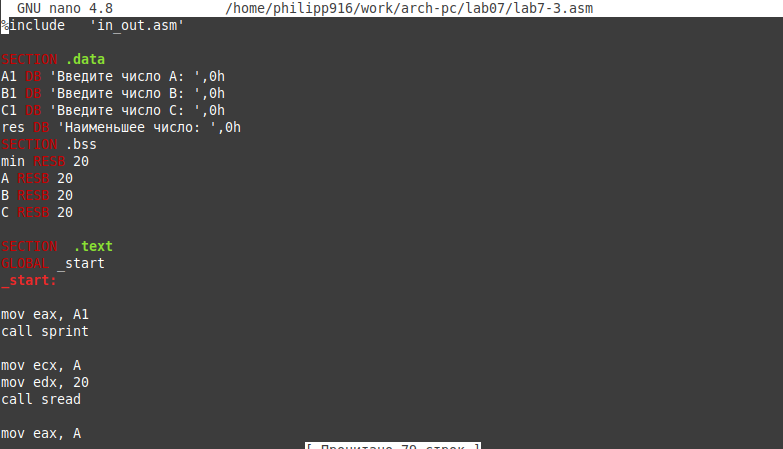 GNU nano 4.8 /home/philipp916/work/arch-pc/lab07/lab7-3.asm
%include 'in_out.asm'
SECTION .data
A1 DB 'Введите число A: ',0h
B1 DB 'Введите число B: ',0h
C1 DB 'Введите число C: ',0h
res DB 'Наименьшее число: ',0h
SECTION .bss
min RESB 20
A RESB 20
B RESB 20
C RESB 20
SECTION .text
GLOBAL _start
_start:
mov eax, A1
call sprint
mov ecx, A
mov edx, 20
call sread
mov eax, A
[ Прочитано 79 строк ]